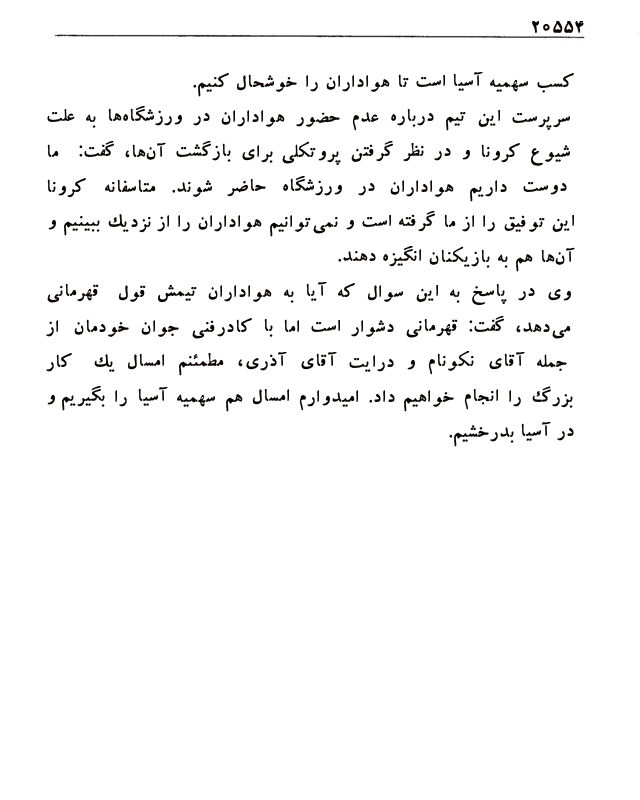 ۲۰۵۵۴
کسب سهمیه آسیا است تا هواداران را خوشحال کنیم.
سرپرست این تیم درباره عدم حضور هواداران در ورزشگاه‌ها به علت
شیوع کرونا و در نظر گرفتن پروتکلی برای بازگشت آن‌ها، گفت: ما
دوست داریم هواداران در ورزشگاه حاضر شوند. متاسفانه کرونا
این توفیق را از ما گرفته است و نمی‌توانیم هواداران را از نزدیك ببینیم و
آن‌ها هم به بازیکنان انگیزه دهند.
وی در پاسخ به این سوال که آیا به هواداران تیمش قول قهرمانی
می‌دهد، گفت: قهرمانی دشوار است اما با کادرفنی جوان خودمان از
جمله آقای نکونام و درایت آقای آذری، مطمئنم امسال یك کار
بزرگ را انجام خواهیم داد. امیدوارم امسال هم سهمیه آسیا را بگیریم و
در آسیا بدرخشیم.